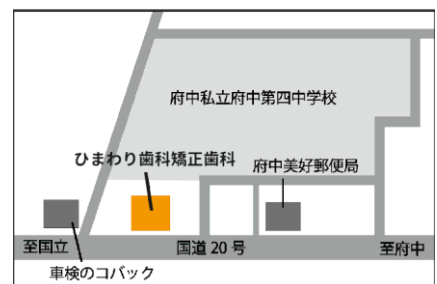 府中私立府中第四中学校
ひまわり歯科矯正歯科
府中美好郵便局
至国立
国道20号
至府中
車検のコバック